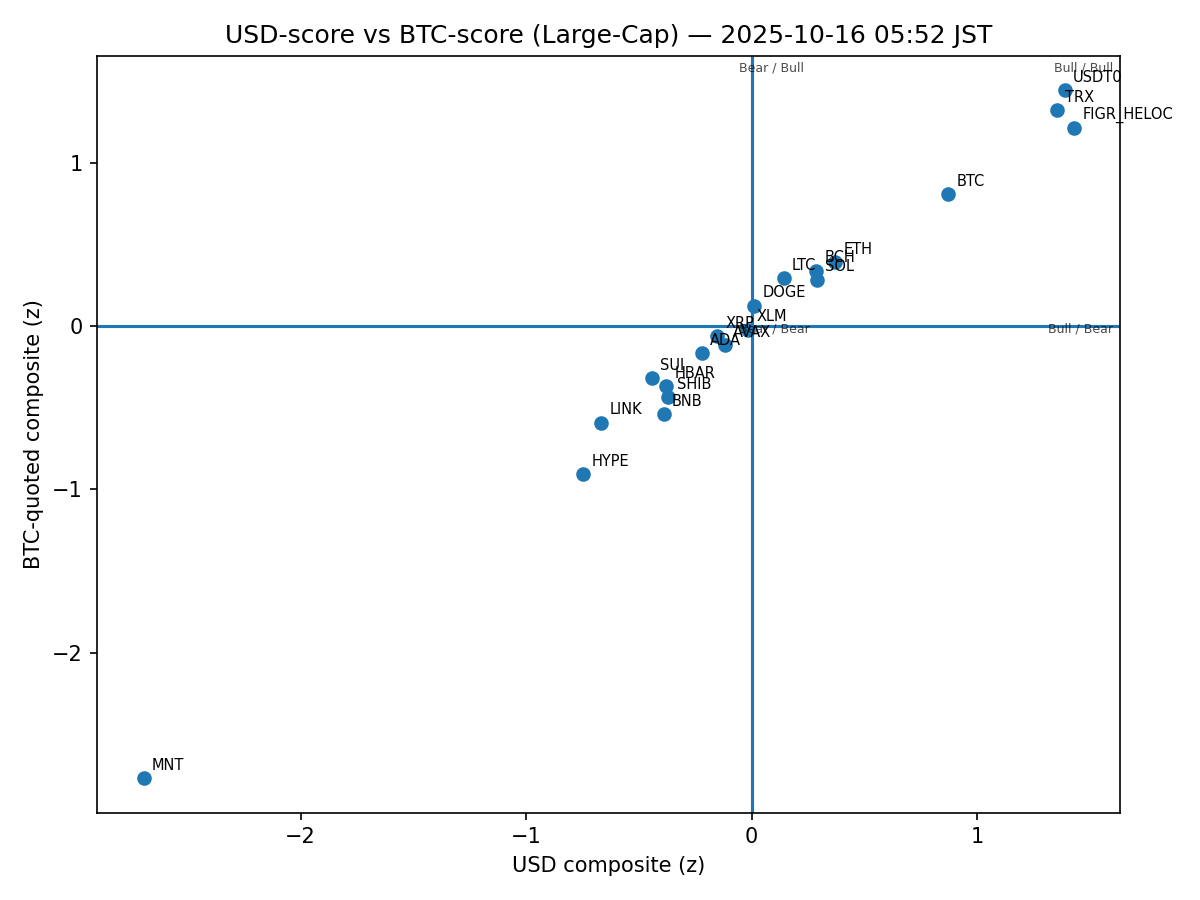 USD-score vs BTC-score (Large-Cap) — 2025-10-16 05:52 JST
Bear / Bull
Bull / Bull
USDT0
TRX
FIGR_HELOC
1
BTC
ETH
BCH
SOL
LTC
DOGE
XLM
0
XRP
AVAX
Bear / Bear
Bull / Bear
ADA
SUI
HBAR
SHIB
BNB
LINK
HYPE
−1
−2
MNT
−2
−1
0
1
USD composite (z)
BTC-quoted composite (z)